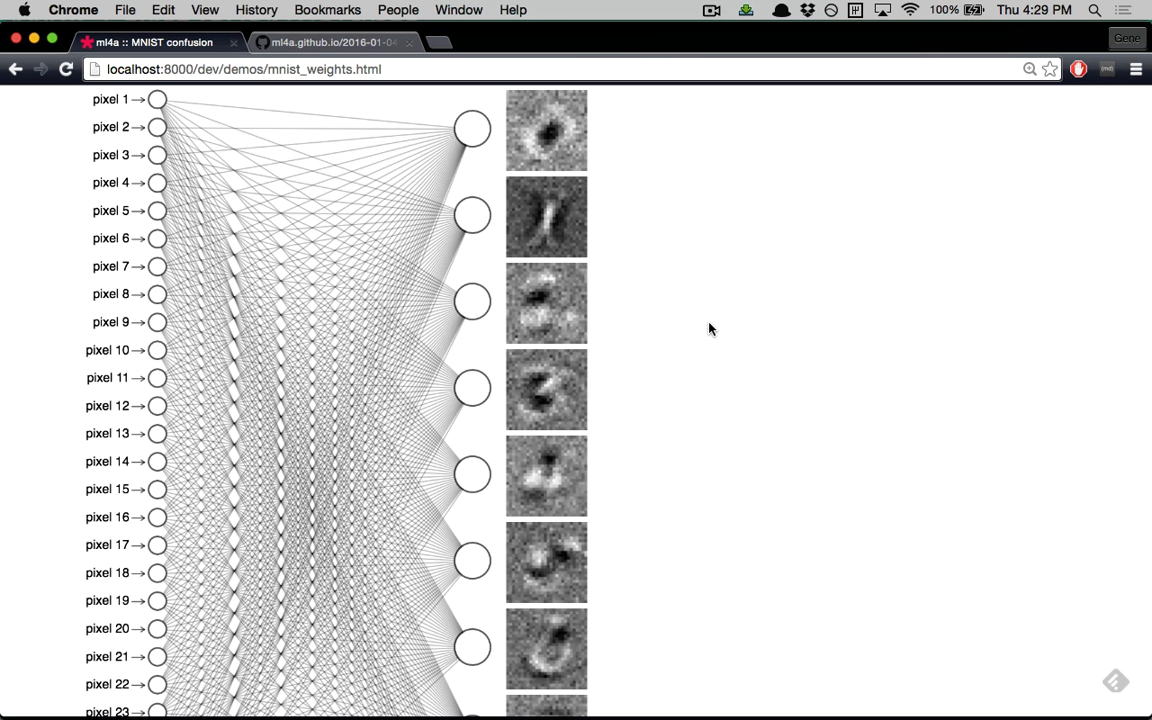 Chrome File Edit View History Bookmarks People Window Help 100% Thu 4:29 PM
ml4a :: MNIST confusion ml4a.github.io/2016-01-04 Gene
localhost:8000/dev/demos/mnist_weights.html
pixel 1
pixel 2
pixel 3
pixel 4
pixel 5
pixel 6
pixel 7
pixel 8
pixel 9
pixel 10
pixel 11
pixel 12
pixel 13
pixel 14
pixel 15
pixel 16
pixel 17
pixel 18
pixel 19
pixel 20
pixel 21
pixel 22
pixel 23